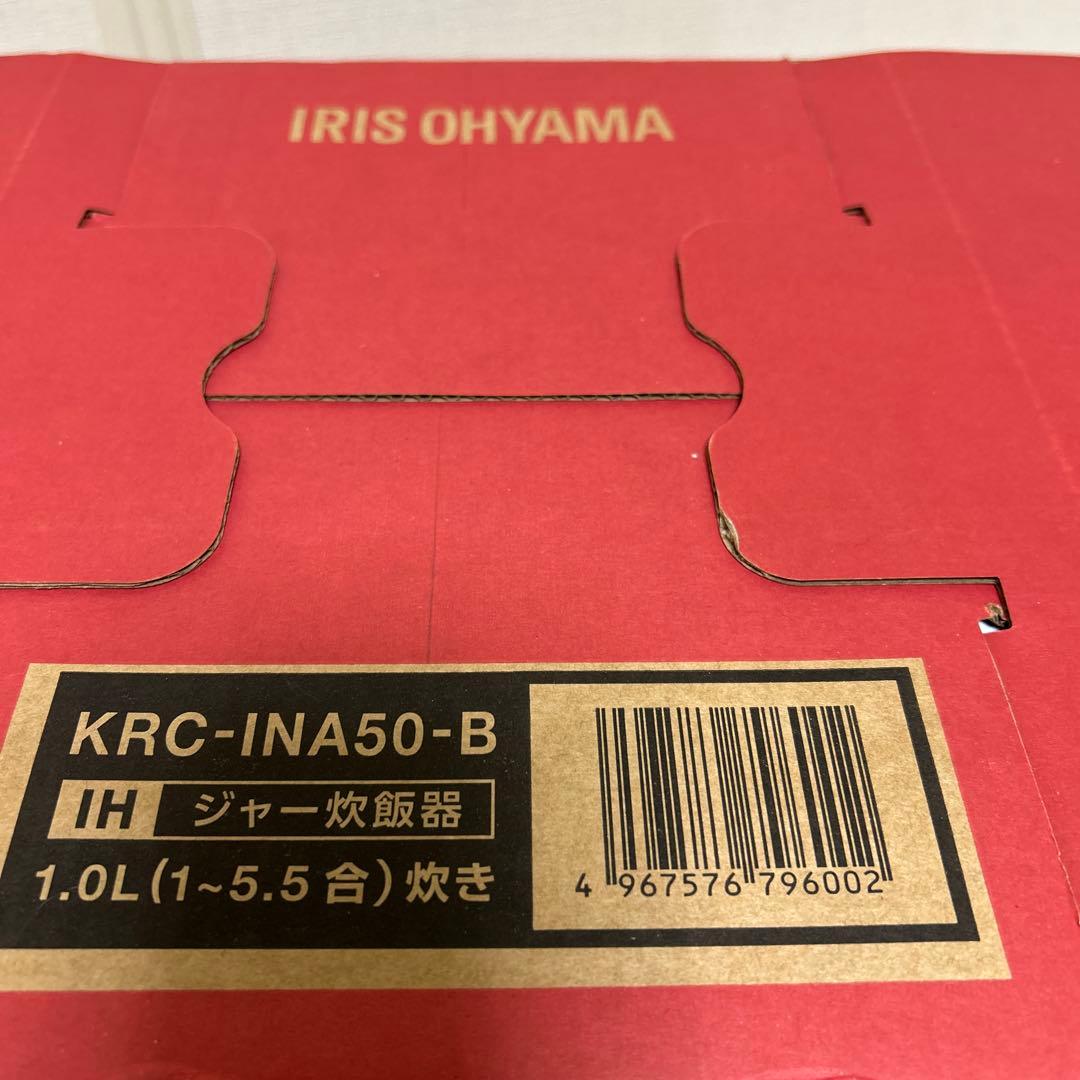 IRIS OHYAMA
KRC-INA50-B
IH ジャー炊飯器
1.0L(1~5.5合)炊き
4 967576 796002